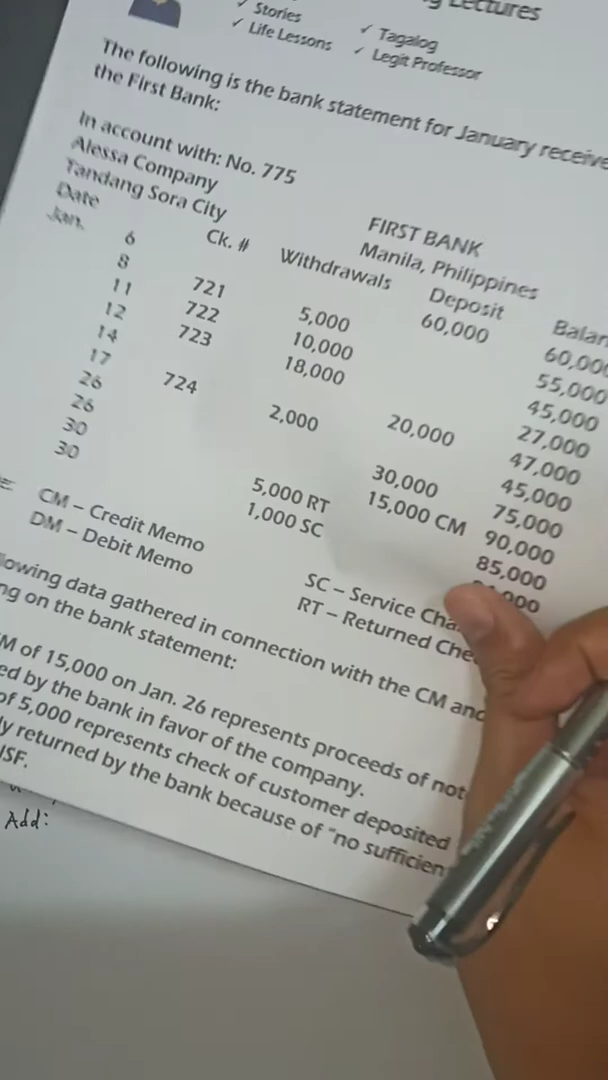 Lectures
✓ Stories
✓ Life Lessons
✓ Tagalog
✓ Legit Professor
The following is the bank statement for January receive
the First Bank:
In account with: No. 775
Alessa Company
Tandang Sora City
FIRST BANK
Manila, Philippines
Date Ck. # Withdrawals Deposit Balan
Jan. 6 60,000 60,000
8 721 5,000 55,000
11 722 10,000 45,000
12 723 18,000 27,000
14 20,000 47,000
17 724 2,000 45,000
26 30,000 75,000
26 15,000 CM 90,000
30 5,000 RT 85,000
30 1,000 SC
CM – Credit Memo SC – Service Cha
DM – Debit Memo RT – Returned Che
lowing data gathered in connection with the CM and
ng on the bank statement:
M of 15,000 on Jan. 26 represents proceeds of not
ed by the bank in favor of the company.
of 5,000 represents check of customer deposited
ly returned by the bank because of "no sufficien
ISF.
Add: